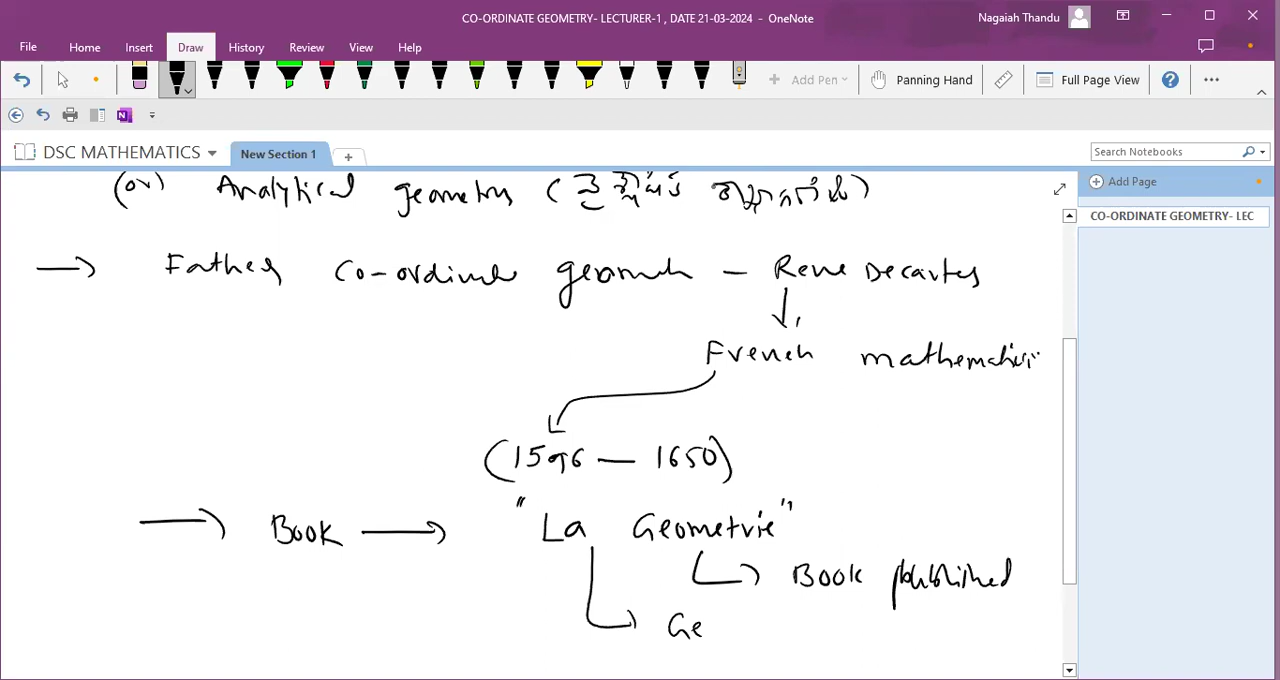 CO-ORDINATE GEOMETRY- LECTURER-1 , DATE 21-03-2024 - OneNote
Nagaiah Thandu
File Home Insert Draw History Review View Help
Add Pen Panning Hand Full Page View
DSC MATHEMATICS New Section 1
Search Notebooks
Add Page
CO-ORDINATE GEOMETRY- LEC
(or) Analytical geometry (
Father Co-ordinate geometry - Rene Decartes
French mathematici
(1596 — 1650)
Book "La Geometrie"
Book published
Ge